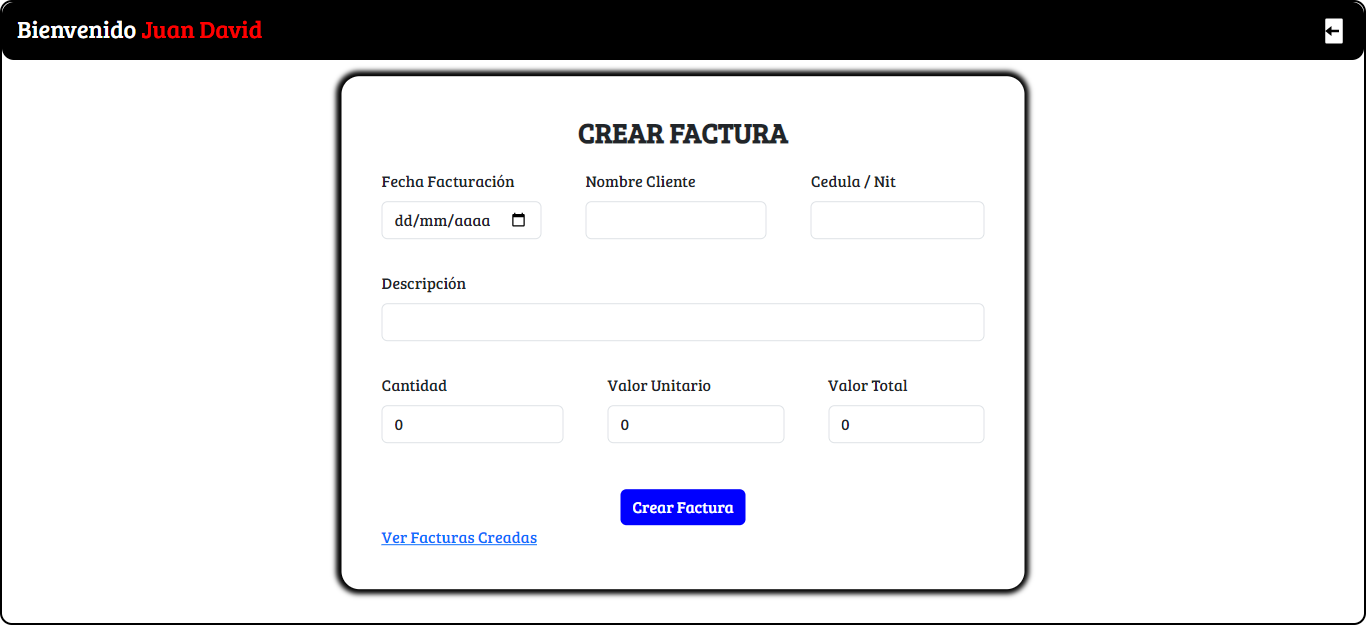 Bienvenido Juan David
CREAR FACTURA
Fecha Facturación
Nombre Cliente
Cedula / Nit
dd/mm/aaaa
Descripción
Cantidad
Valor Unitario
Valor Total
0
0
0
Crear Factura
Ver Facturas Creadas